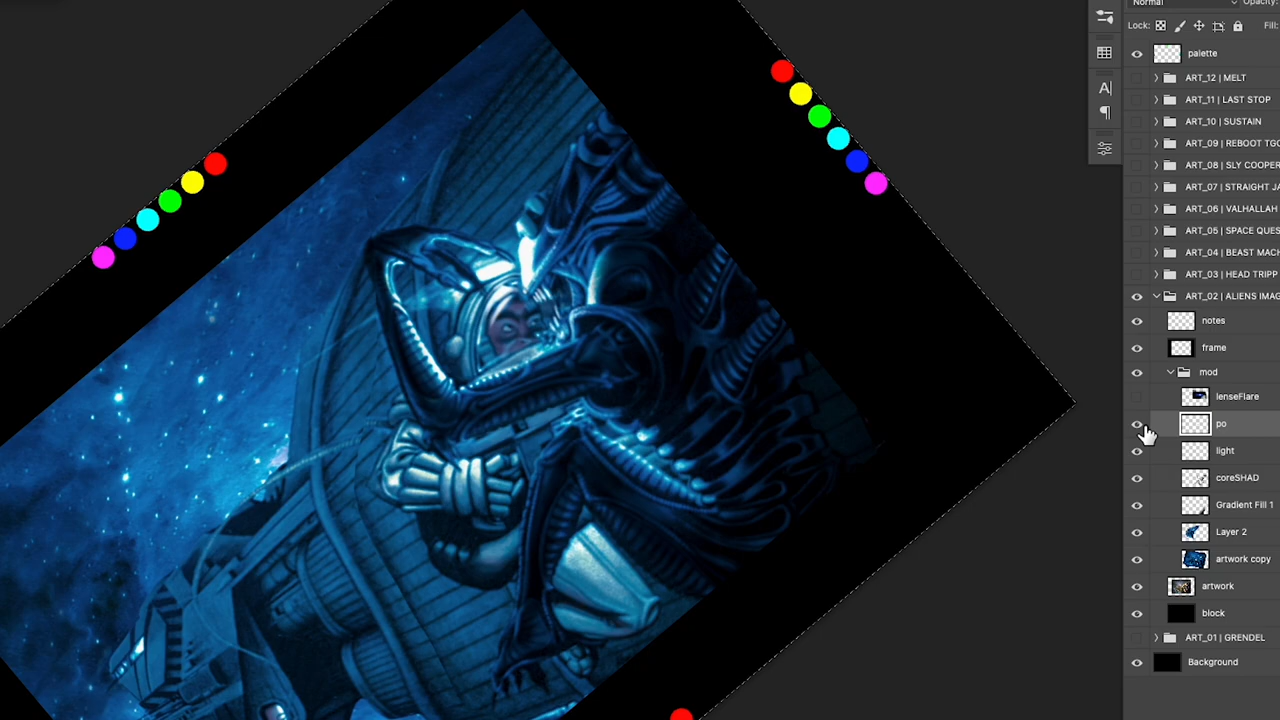 Normal Opacity:
Lock: Fill:
palette
ART_12 | MELT
ART_11 | LAST STOP
ART_10 | SUSTAIN
ART_09 | REBOOT TGC
ART_08 | SLY COOPER
ART_07 | STRAIGHT JA
ART_06 | VALHALLAH
ART_05 | SPACE QUES
ART_04 | BEAST MACH
ART_03 | HEAD TRIPP
ART_02 | ALIENS IMAG
notes
frame
mod
lenseFlare
po
light
coreSHAD
Gradient Fill 1
Layer 2
artwork copy
artwork
block
ART_01 | GRENDEL
Background